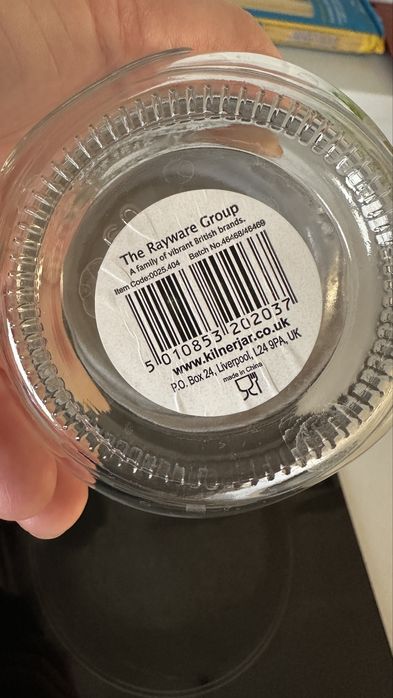 The Rayware Group
A family of vibrant British brands.
Item Code:0025.404 Batch No.46468/46469
5 010853 202037
www.kilnerjar.co.uk
P.O. Box 24, Liverpool, L24 9PA, UK
made in China